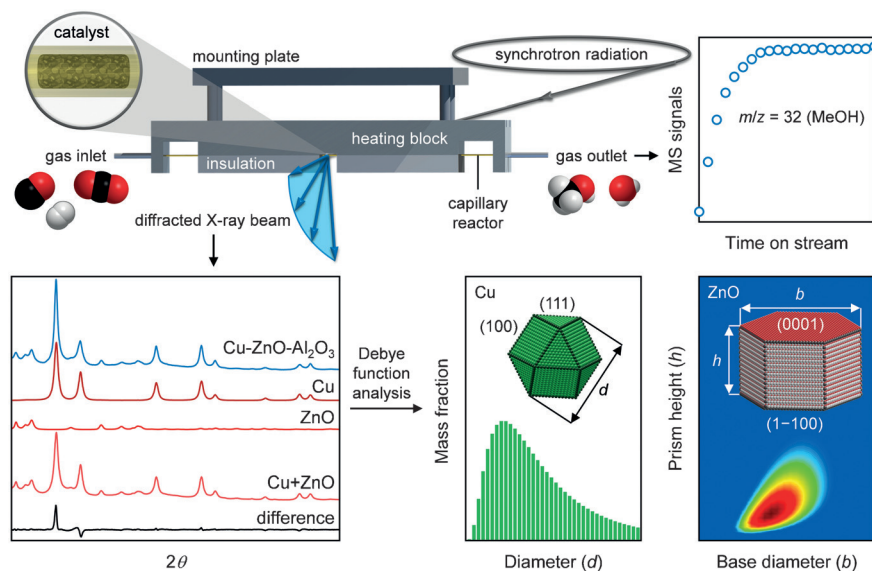 catalyst
mounting plate
synchrotron radiation
heating block
gas inlet
insulation
gas outlet
diffracted X-ray beam
capillary
reactor
MS signals
m/z = 32 (MeOH)
Time on stream
Cu-ZnO-Al₂O₃
Cu
ZnO
Cu+ZnO
difference
2θ
Debye
function
analysis
Mass fraction
Cu
(111)
(100)
d
Diameter (d)
Prism height (h)
ZnO
b
(0001)
h
(1−100)
Base diameter (b)